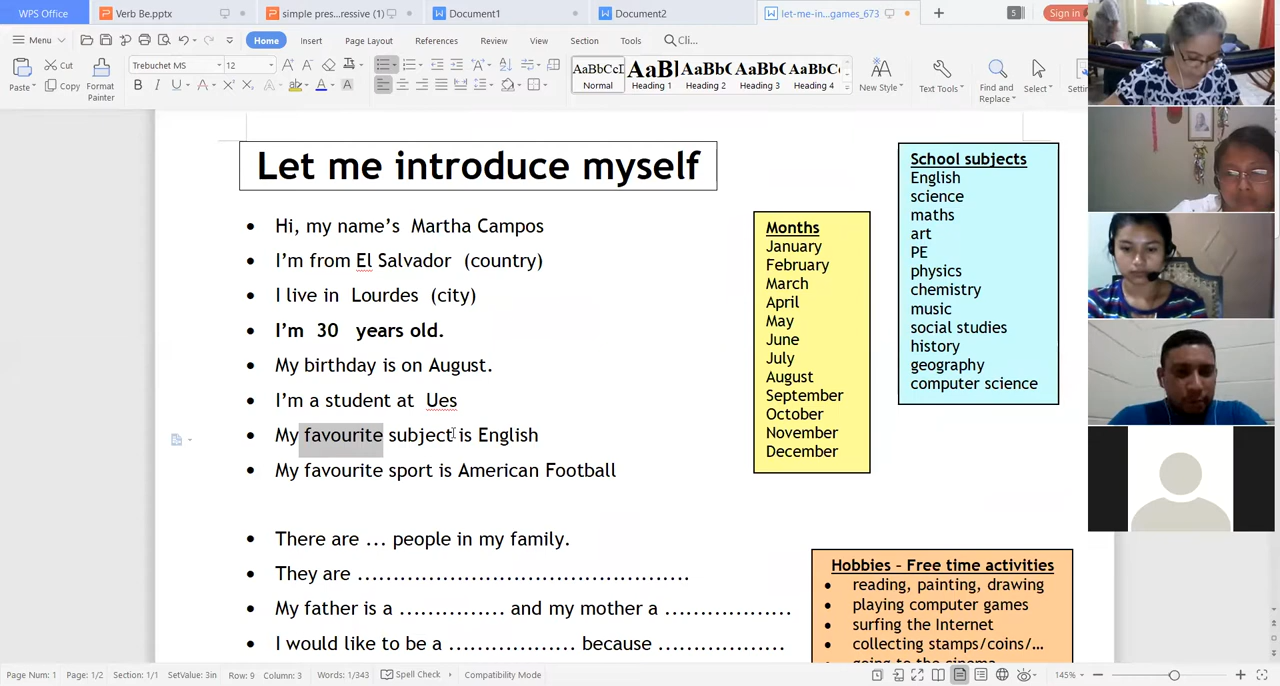 WPS Office
Verb Be.pptx
simple pres...ressive (1)
Document1
Document2
let-me-in...games_673
Sign in
Menu
Home
Insert
Page Layout
References
Review
View
Section
Tools
Cli...
Paste
Cut
Copy
Format Painter
Trebuchet MS
12
AaBbCcD
Normal
AaBl
Heading 1
AaBbC
Heading 2
AaBbC
Heading 3
AaBbC
Heading 4
New Style
Text Tools
Find and Replace
Select
Let me introduce myself
• Hi, my name’s Martha Campos
• I’m from El Salvador (country)
• I live in Lourdes (city)
• I’m 30 years old.
• My birthday is on August.
• I’m a student at Ues
• My favourite subject is English
• My favourite sport is American Football
• There are ... people in my family.
• They are ..............................................
• My father is a ............... and my mother a ..................
• I would like to be a .................. because ..................
Months
January
February
March
April
May
June
July
August
September
October
November
December
School subjects
English
science
maths
art
PE
physics
chemistry
music
social studies
history
geography
computer science
Hobbies – Free time activities
• reading, painting, drawing
• playing computer games
• surfing the Internet
• collecting stamps/coins/...
Page Num: 1
Page: 1/2
Section: 1/1
SetValue: 3in
Row: 9
Column: 3
Words: 1/343
Spell Check
Compatibility Mode
145%